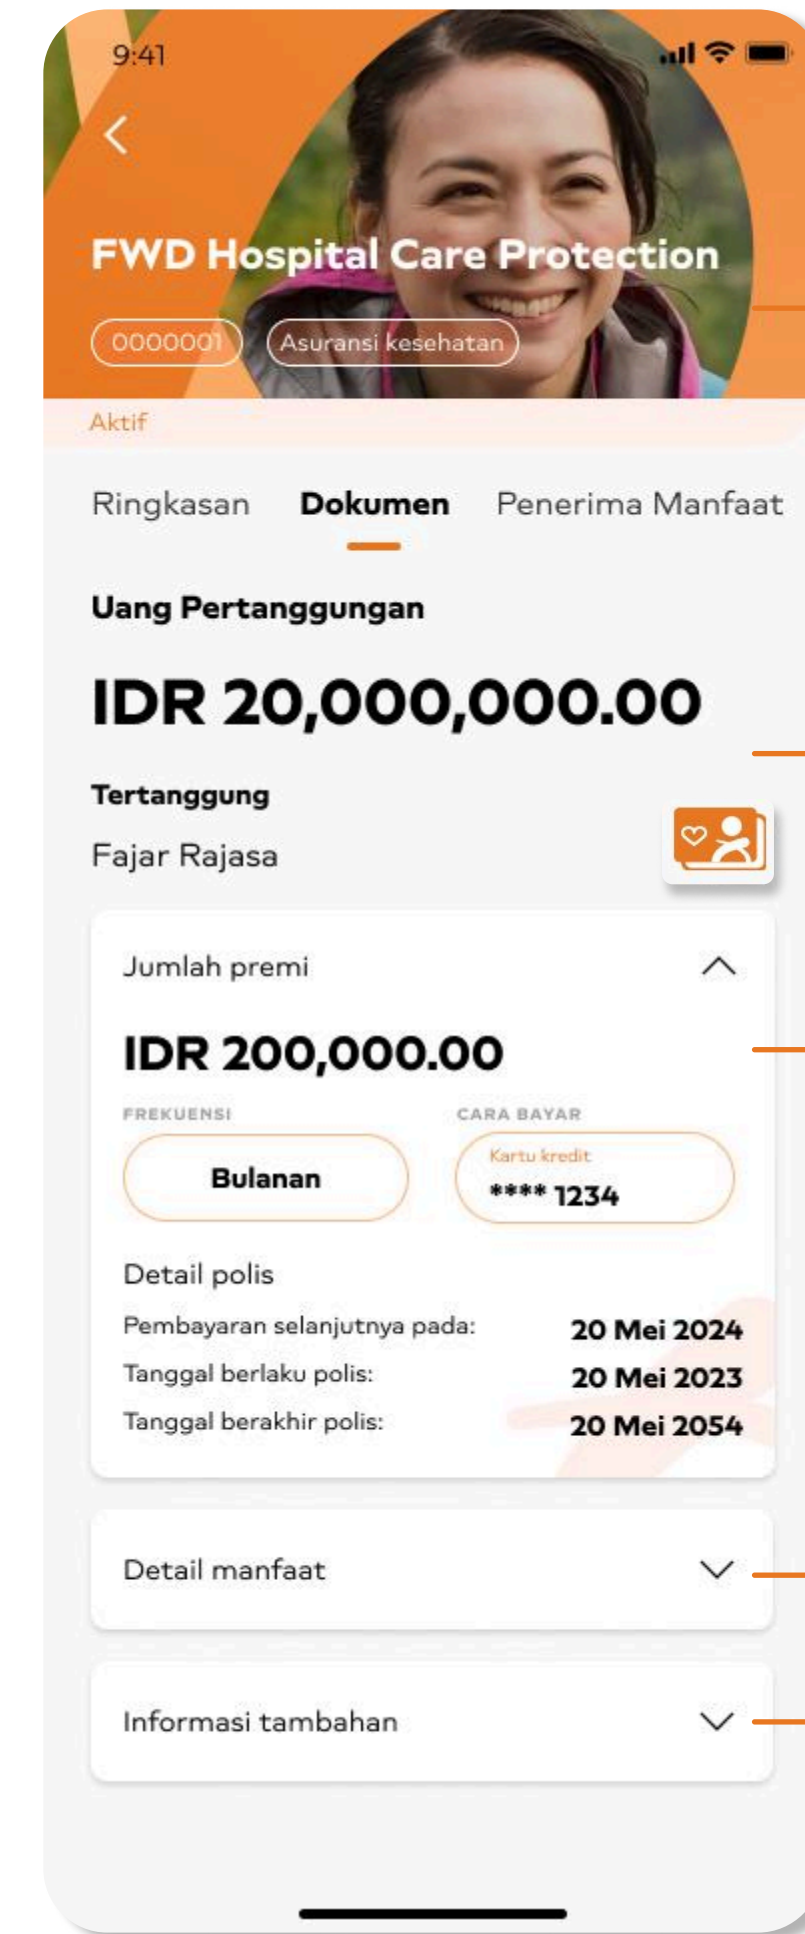 9:41
FWD Hospital Care Protection
0000001 Asuransi kesehatan
Aktif
Ringkasan Dokumen Penerima Manfaat
Uang Pertanggungan
IDR 20,000,000.00
Tertanggung
Fajar Rajasa
Jumlah premi
IDR 200,000.00
FREKUENSI CARA BAYAR
Bulanan
Kartu kredit
**** 1234
Detail polis
Pembayaran selanjutnya pada: 20 Mei 2024
Tanggal berlaku polis: 20 Mei 2023
Tanggal berakhir polis: 20 Mei 2054
Detail manfaat
Informasi tambahan